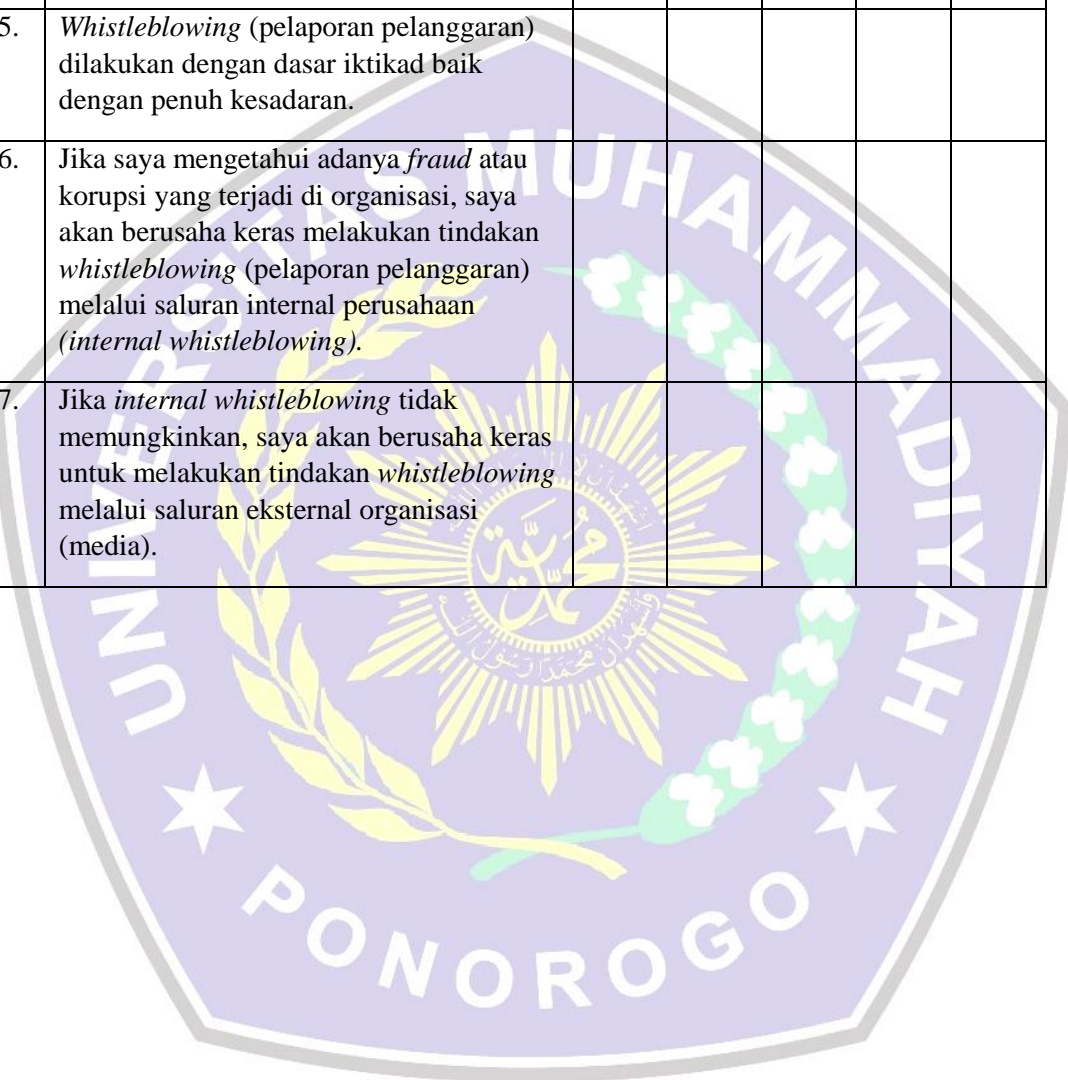 5. Whistleblowing (pelaporan pelanggaran)
dilakukan dengan dasar iktikad baik
dengan penuh kesadaran.
6. Jika saya mengetahui adanya fraud atau
korupsi yang terjadi di organisasi, saya
akan berusaha keras melakukan tindakan
whistleblowing (pelaporan pelanggaran)
melalui saluran internal perusahaan
(internal whistleblowing).
7. Jika internal whistleblowing tidak
memungkinkan, saya akan berusaha keras
untuk melakukan tindakan whistleblowing
melalui saluran eksternal organisasi
(media).
UNIVERSITAS MUHAMMADIYAH
PONOROGO
محمدية